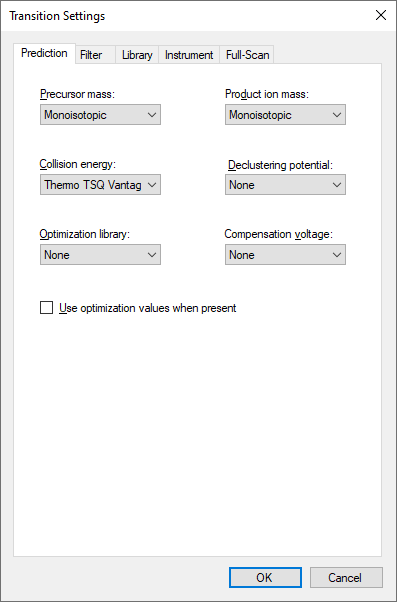 Transition Settings
Prediction Filter Library Instrument Full-Scan
Precursor mass: Product ion mass:
Monoisotopic Monoisotopic
Collision energy: Declustering potential:
Thermo TSQ Vantag None
Optimization library: Compensation voltage:
None None
Use optimization values when present
OK Cancel